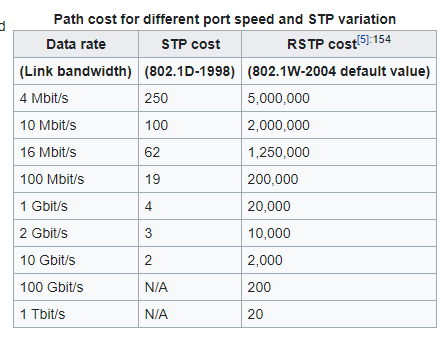 d
Path cost for different port speed and STP variation
Data rate STP cost RSTP cost[5]:154
(Link bandwidth) (802.1D-1998) (802.1W-2004 default value)
4 Mbit/s 250 5,000,000
10 Mbit/s 100 2,000,000
16 Mbit/s 62 1,250,000
100 Mbit/s 19 200,000
1 Gbit/s 4 20,000
2 Gbit/s 3 10,000
10 Gbit/s 2 2,000
100 Gbit/s N/A 200
1 Tbit/s N/A 20